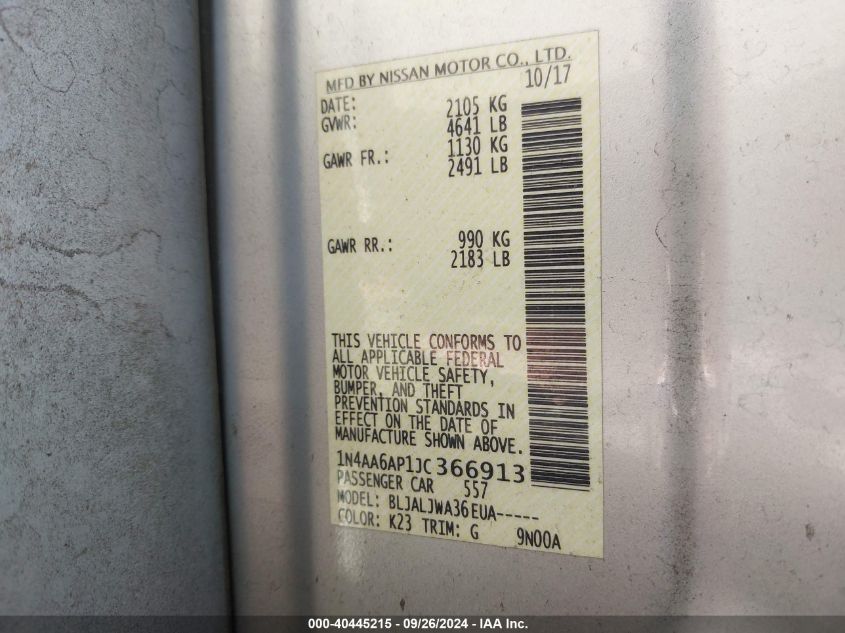 MFD BY NISSAN MOTOR CO., LTD.
DATE: 10/17
GVWR: 2105 KG
4641 LB
GAWR FR.: 1130 KG
2491 LB
GAWR RR.: 990 KG
2183 LB
THIS VEHICLE CONFORMS TO
ALL APPLICABLE FEDERAL
MOTOR VEHICLE SAFETY,
BUMPER, AND THEFT
PREVENTION STANDARDS IN
EFFECT ON THE DATE OF
MANUFACTURE SHOWN ABOVE.
1N4AA6AP1JC366913
PASSENGER CAR 557
MODEL: BLJALJWA36EUA-----
COLOR: K23 TRIM: G 9N00A
000-40445215 - 09/26/2024 - IAA Inc.